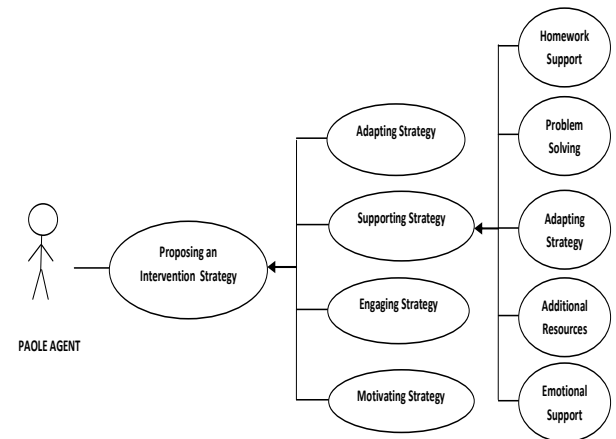 Homework
Support
Adapting Strategy
Problem
Solving
Supporting Strategy
Adapting
Strategy
Proposing an
Intervention Strategy
Engaging Strategy
Additional
Resources
PAOLE AGENT
Motivating Strategy
Emotional
Support